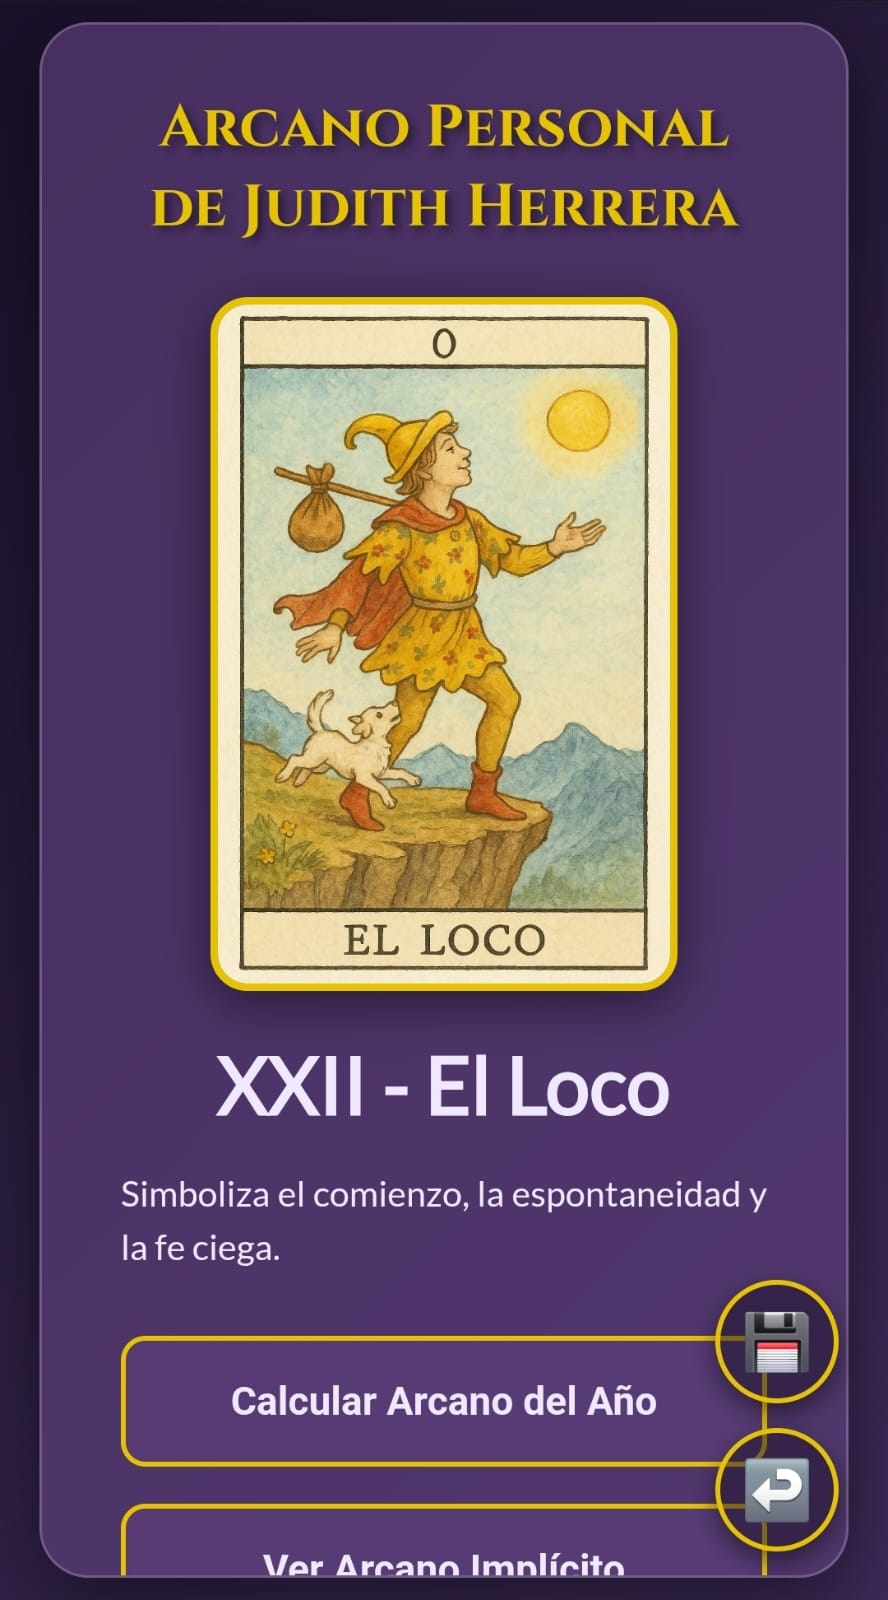 Arcano Personal
de Judith Herrera
0
EL LOCO
XXII - El Loco
Simboliza el comienzo, la espontaneidad y
la fe ciega.
Calcular Arcano del Año
Ver Arcano Implícito